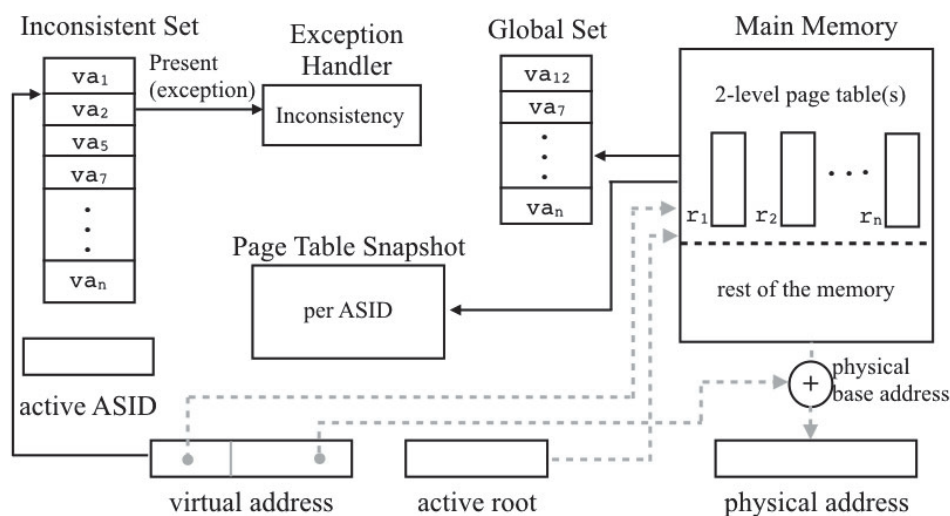 Inconsistent Set
va1
va2
va5
va7
van
Present
(exception)
Exception
Handler
Inconsistency
Global Set
va12
va7
van
Main Memory
2-level page table(s)
r1
r2
...
rn
rest of the memory
Page Table Snapshot
per ASID
active ASID
+
physical
base address
virtual address
active root
physical address